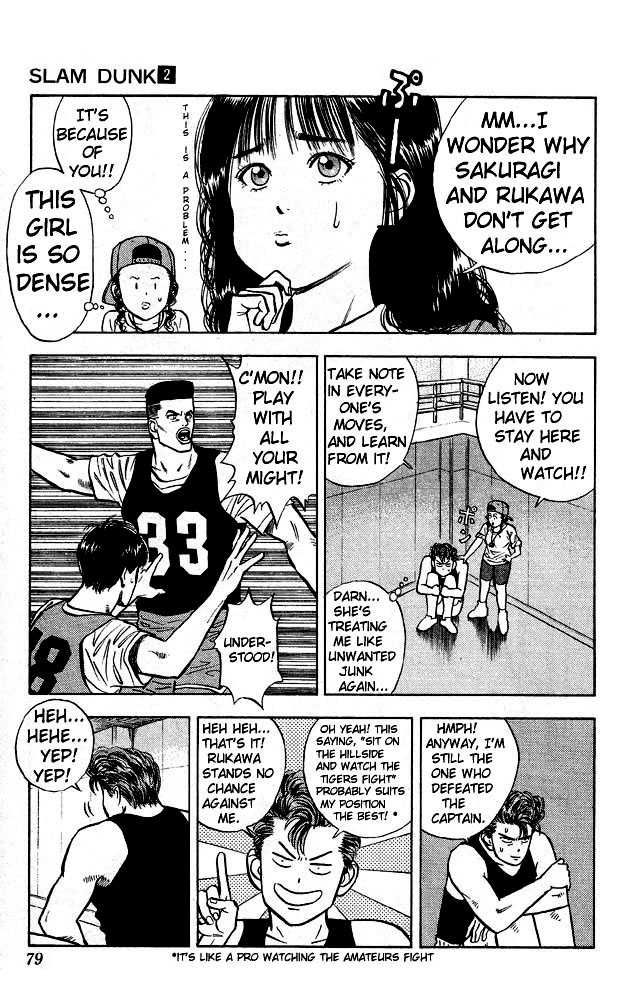 SLAM DUNK 2
MM...I
WONDER WHY
SAKURAGI
AND RUKAWA
DON'T GET
ALONG...
ぷー
THIS IS A PROBLEM...
IT'S
BECAUSE
OF
YOU!!
THIS
GIRL
IS SO
DENSE
...
NOW
LISTEN! YOU
HAVE TO
STAY HERE
AND
WATCH!!
TAKE NOTE
IN EVERY-
ONE'S
MOVES,
AND LEARN
FROM IT!
DARN...
SHE'S
TREATING
ME LIKE
UNWANTED
JUNK
AGAIN...
C'MON!!
PLAY
WITH
ALL
YOUR
MIGHT!
33
18
UNDER-
STOOD!
HMPH!
ANYWAY, I'M
STILL THE
ONE WHO
DEFEATED
THE
CAPTAIN.
OH YEAH! THIS
SAYING, "SIT ON
THE HILLSIDE
AND WATCH THE
TIGERS FIGHT"
PROBABLY SUITS
MY POSITION
THE BEST! *
HEH HEH...
THAT'S IT!
RUKAWA
STANDS NO
CHANCE
AGAINST
ME.
HEH...
HEHE...
YEP!
YEP!
79
*IT'S LIKE A PRO WATCHING THE AMATEURS FIGHT